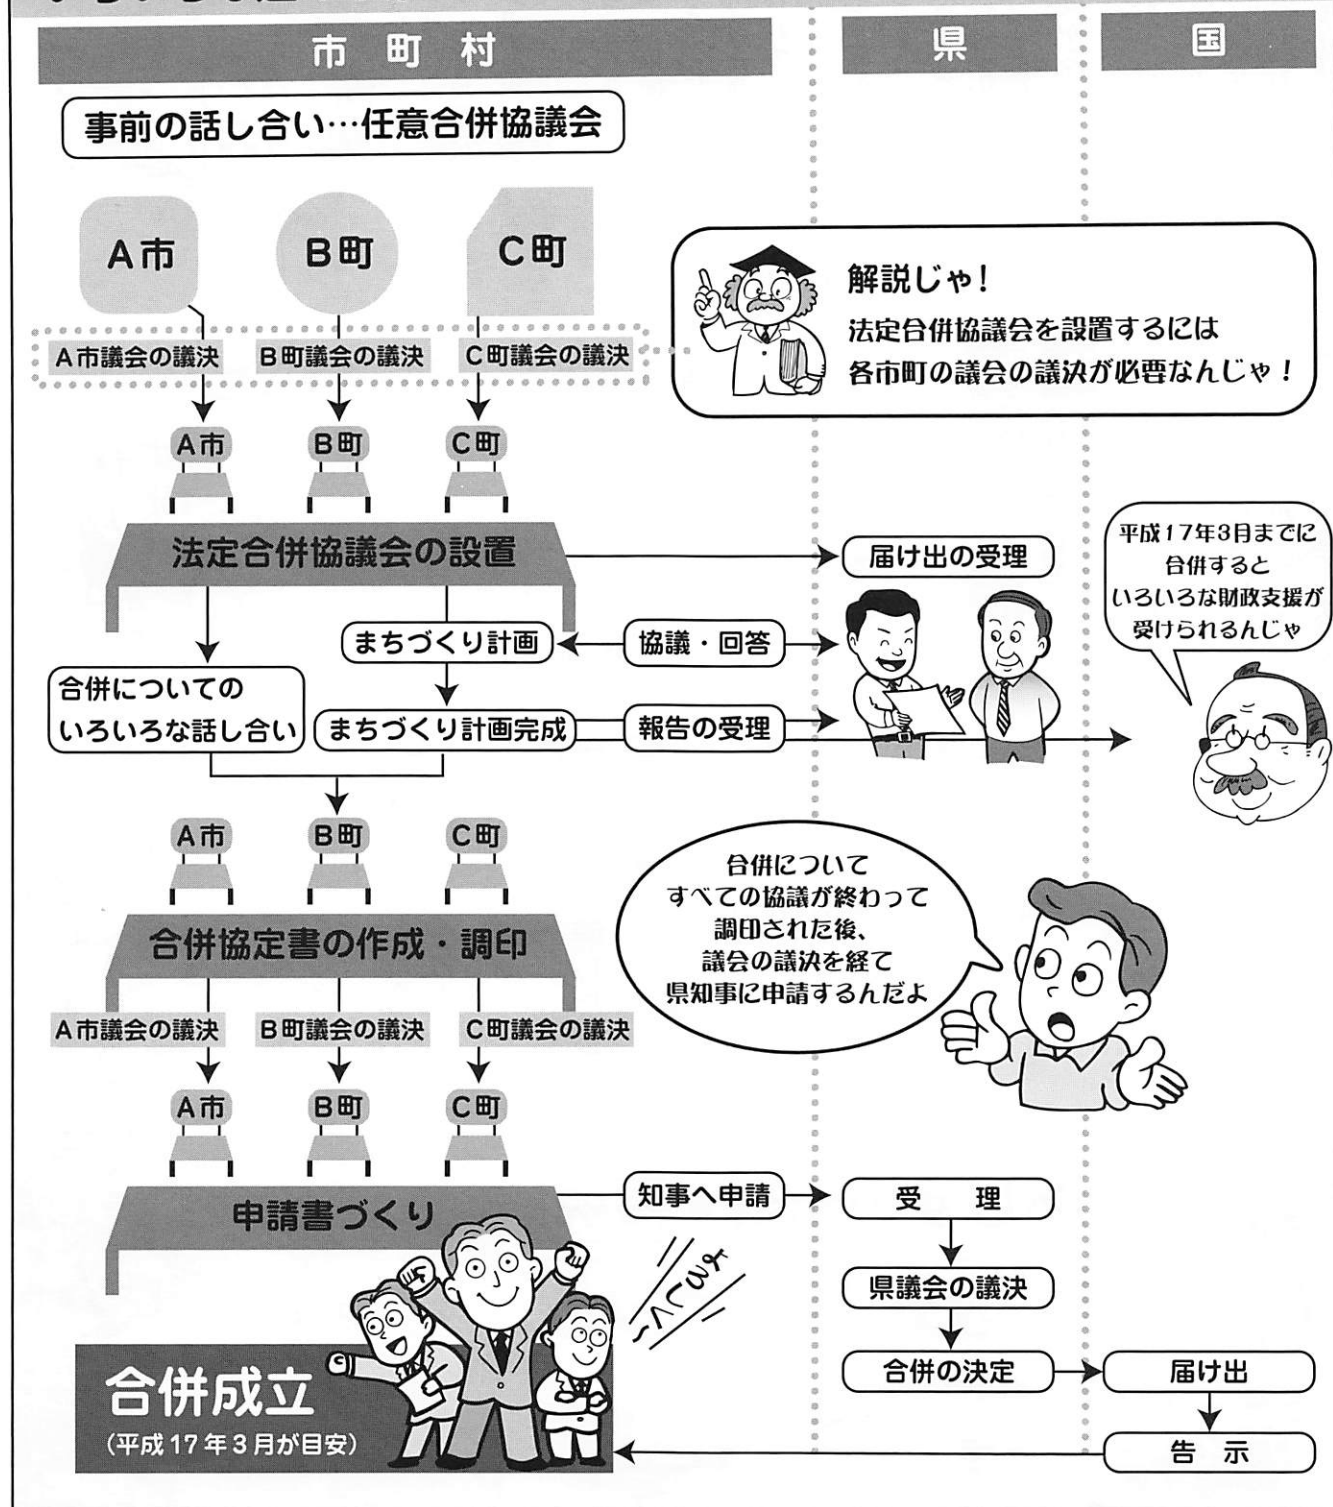 市町村
県
国
事前の話し合い…任意合併協議会
A市
B町
C町
解説じゃ!
法定合併協議会を設置するには
各市町の議会の議決が必要なんじゃ!
A市議会の議決
B町議会の議決
C町議会の議決
A市
B町
C町
法定合併協議会の設置
届け出の受理
平成17年3月までに
合併すると
いろいろな財政支援が
受けられるんじゃ
まちづくり計画
協議・回答
合併についての
いろいろな話し合い
まちづくり計画完成
報告の受理
A市
B町
C町
合併について
すべての協議が終わって
調印された後、
議会の議決を経て
県知事に申請するんだよ
合併協定書の作成・調印
A市議会の議決
B町議会の議決
C町議会の議決
A市
B町
C町
申請書づくり
知事へ申請
受理
よろしく〜
県議会の議決
合併の決定
届け出
告示
合併成立
(平成17年3月が目安)